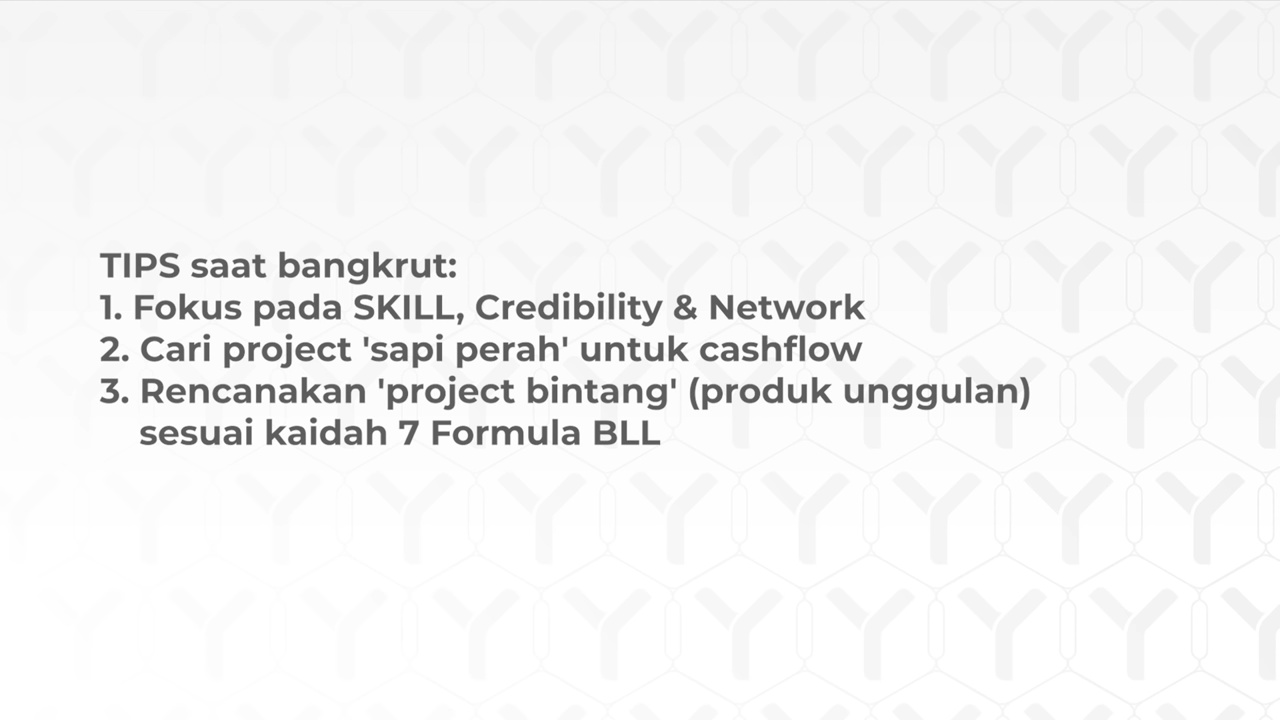 TIPS saat bangkrut:
1. Fokus pada SKILL, Credibility & Network
2. Cari project 'sapi perah' untuk cashflow
3. Rencanakan 'project bintang' (produk unggulan)
sesuai kaidah 7 Formula BLL